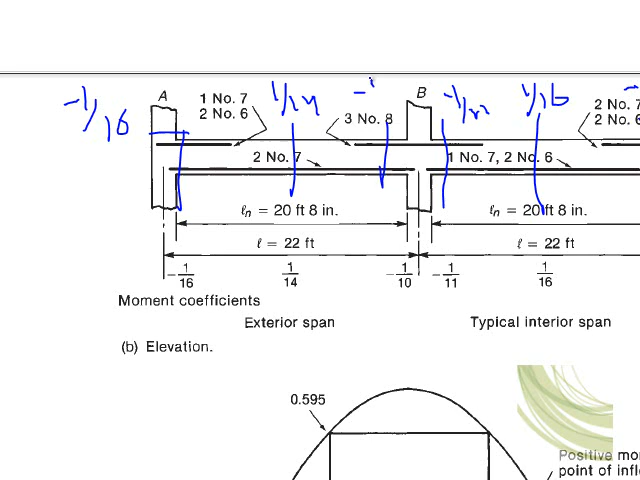 A
B
-1/16
1/14
-1
-1/11
1/16
1 No. 7
2 No. 6
3 No. 8
2 No. 7
2 No. 6
2 No. 7
1 No. 7, 2 No. 6
ℓn = 20 ft 8 in.
ℓn = 20 ft 8 in.
ℓ = 22 ft
ℓ = 22 ft
-1/16
1/14
-1/10
-1/11
1/16
Moment coefficients
Exterior span
Typical interior span
(b) Elevation.
0.595
Positive mo
point of infl